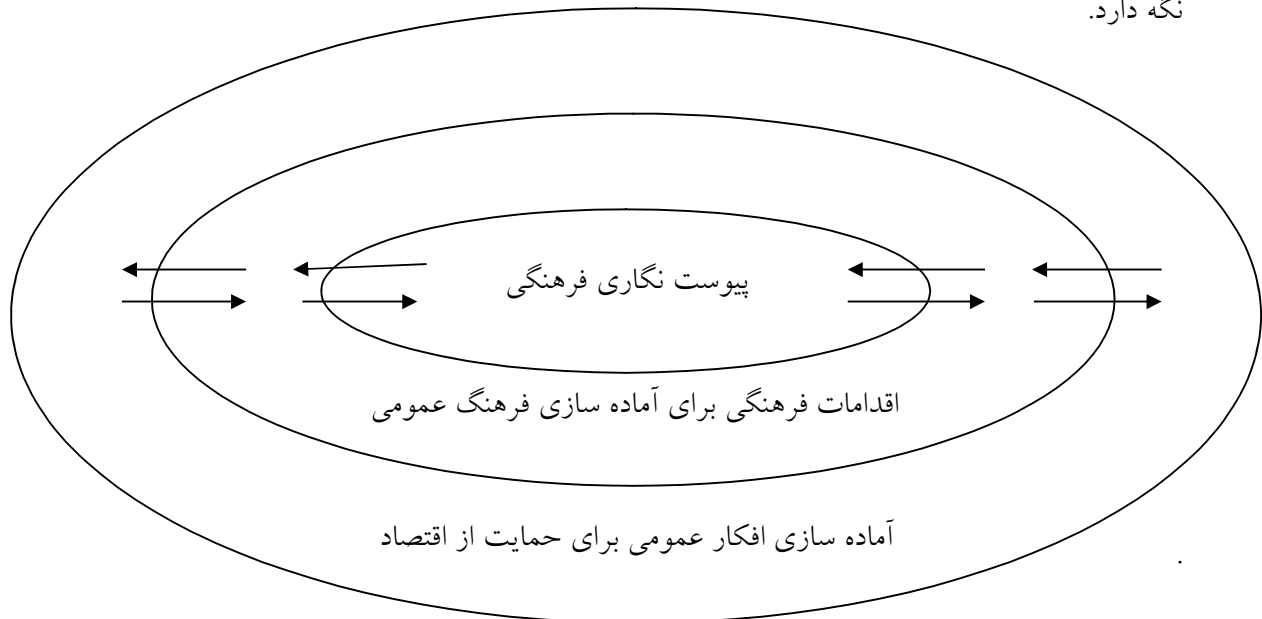 نگه دارد.
پیوست نگاری فرهنگی
اقدامات فرهنگی برای آماده سازی فرهنگ عمومی
آماده سازی افکار عمومی برای حمایت از اقتصاد
.